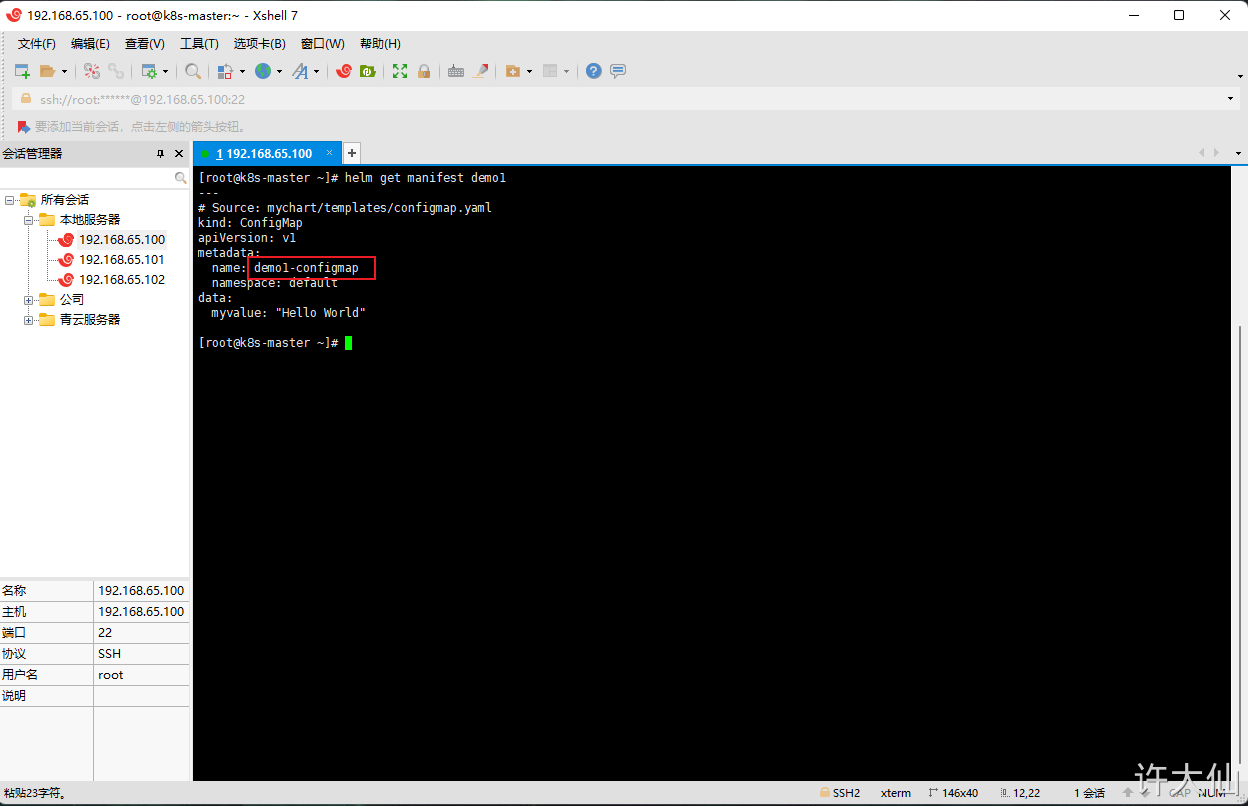 192.168.65.100 - root@k8s-master:~ - Xshell 7
文件(F) 编辑(E) 查看(V) 工具(T) 选项卡(B) 窗口(W) 帮助(H)
ssh://root:******@192.168.65.100:22
要添加当前会话，点击左侧的箭头按钮。
会话管理器
1 192.168.65.100
所有会话
本地服务器
192.168.65.100
192.168.65.101
192.168.65.102
公司
青云服务器
名称 192.168.65.100
主机 192.168.65.100
端口 22
协议 SSH
用户名 root
说明
[root@k8s-master ~]# helm get manifest demo1
---
# Source: mychart/templates/configmap.yaml
kind: ConfigMap
apiVersion: v1
metadata:
  name: demo1-configmap
  namespace: default
data:
  myvalue: "Hello World"
[root@k8s-master ~]#
粘贴23字符。 SSH2 xterm 146x40 12,22 1 会话 CAP NUM
许大仙